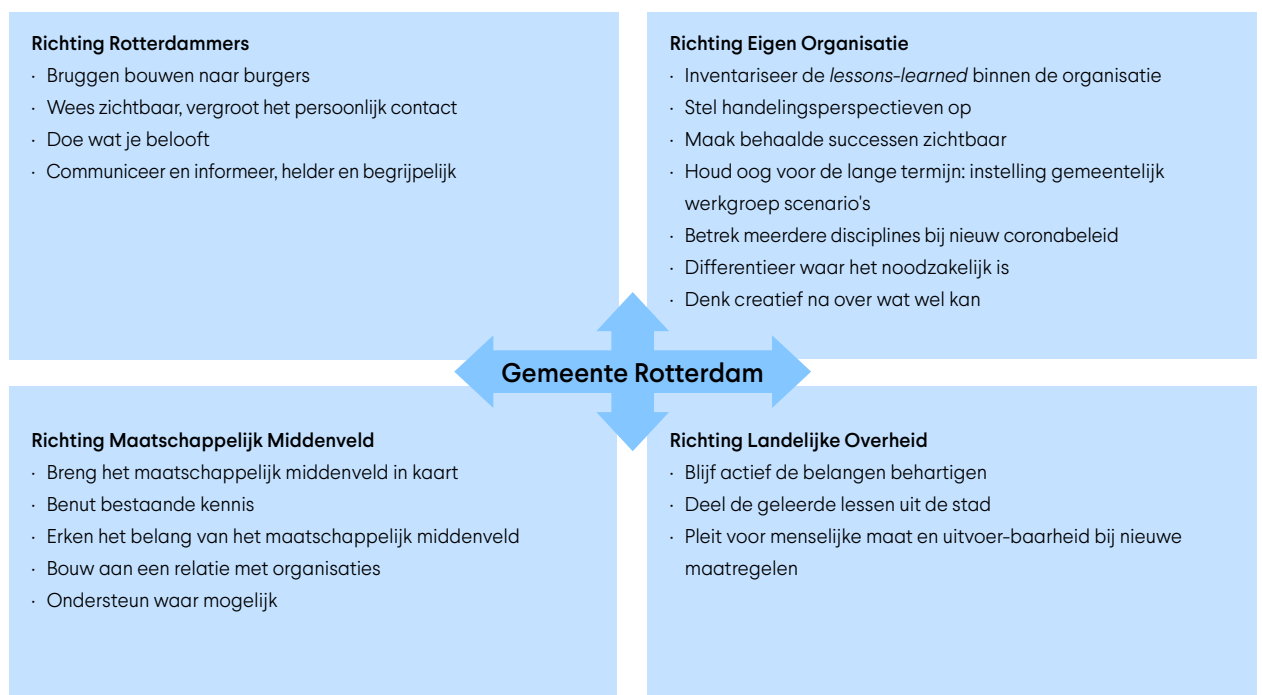 Richting Rotterdammers
· Bruggen bouwen naar burgers
· Wees zichtbaar, vergroot het persoonlijk contact
· Doe wat je belooft
· Communiceer en informeer, helder en begrijpelijk
Richting Eigen Organisatie
· Inventariseer de lessons-learned binnen de organisatie
· Stel handelingsperspectieven op
· Maak behaalde successen zichtbaar
· Houd oog voor de lange termijn: instelling gemeentelijk
werkgroep scenario's
· Betrek meerdere disciplines bij nieuw coronabeleid
· Differentieer waar het noodzakelijk is
· Denk creatief na over wat wel kan
Gemeente Rotterdam
Richting Maatschappelijk Middenveld
· Breng het maatschappelijk middenveld in kaart
· Benut bestaande kennis
· Erken het belang van het maatschappelijk middenveld
· Bouw aan een relatie met organisaties
· Ondersteun waar mogelijk
Richting Landelijke Overheid
· Blijf actief de belangen behartigen
· Deel de geleerde lessen uit de stad
· Pleit voor menselijke maat en uitvoer-baarheid bij nieuwe
maatregelen